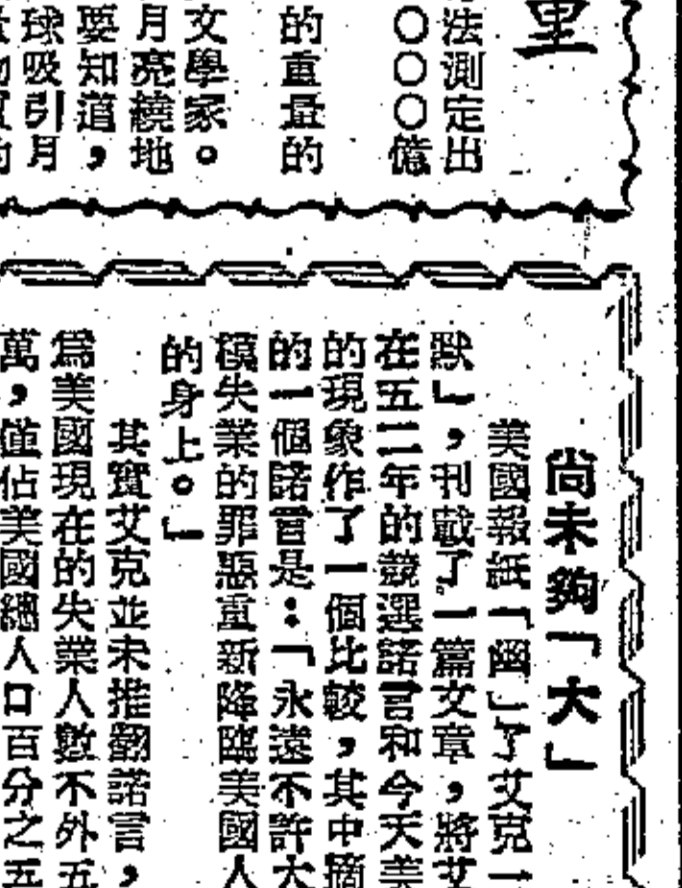 里
法測定出
○○○億
的重量的
文學家。
月亮繞地
要知道，
球吸引月
尚未夠「大」
美國報紙「幽」了艾克一
默」，刊載了一篇文章，將艾
在五二年的競選諾言和今天美
的現象作了一個比較，其中摘
的一個諾言是：「永遠不許大
模失業的罪惡重新降臨美國人
的身上。」
其實艾克並未推翻諾言，
為美國現在的失業人數不外五
萬，僅佔美國總人口百分之五